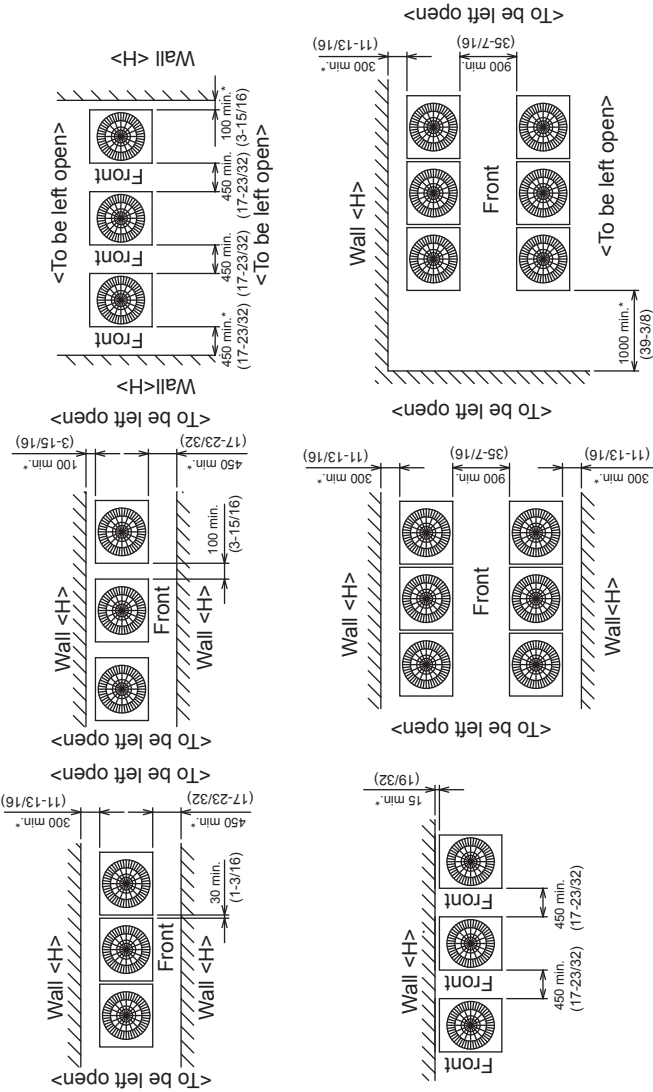 <To be left open>
Wall <H>
Front
Front
Front
100 min.*
(3-15/16)
450 min.
(17-23/32)
450 min.
(17-23/32)
450 min.*
(17-23/32)
<To be left open>
Wall<H>
<To be left open>
300 min.*
(11-13/16)
900 min.
(35-7/16)
Wall <H>
Front
<To be left open>
1000 min.*
(39-3/8)
<To be left open>
<To be left open>
100 min.*
(3-15/16)
450 min.*
(17-23/32)
Wall <H>
100 min.
(3-15/16)
Front
Wall <H>
<To be left open>
<To be left open>
300 min.*
(11-13/16)
900 min.
(35-7/16)
300 min.*
(11-13/16)
Wall <H>
Front
Wall<H>
<To be left open>
<To be left open>
300 min.*
(11-13/16)
450 min.*
(17-23/32)
Wall <H>
30 min.
(1-3/16)
Front
Wall <H>
<To be left open>
15 min.*
(19/32)
Wall <H>
Front
Front
Front
450 min.
(17-23/32)
450 min.
(17-23/32)